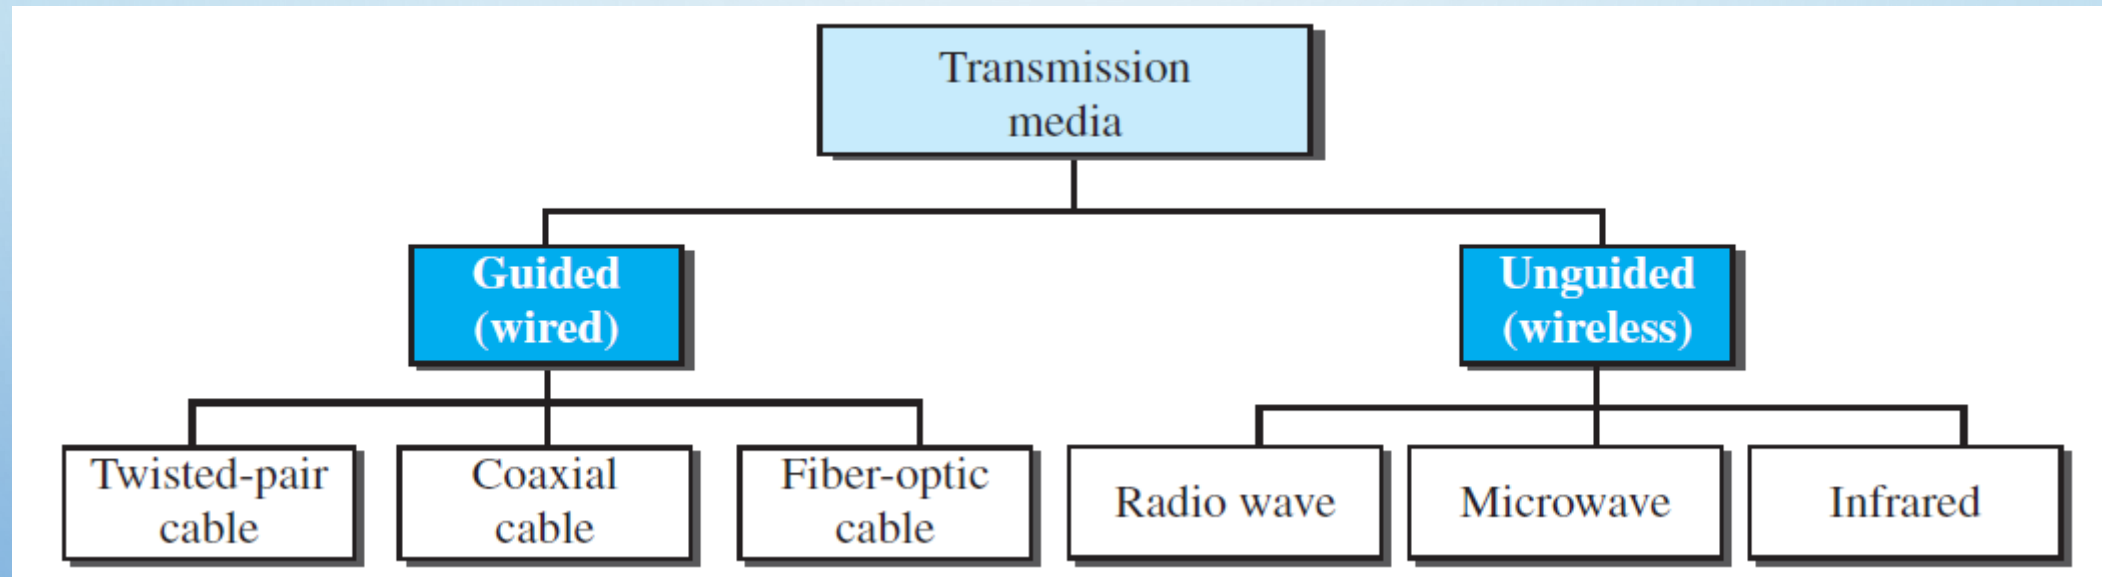 Transmission
media
Guided
(wired)
Unguided
(wireless)
Twisted-pair
cable
Coaxial
cable
Fiber-optic
cable
Radio wave
Microwave
Infrared